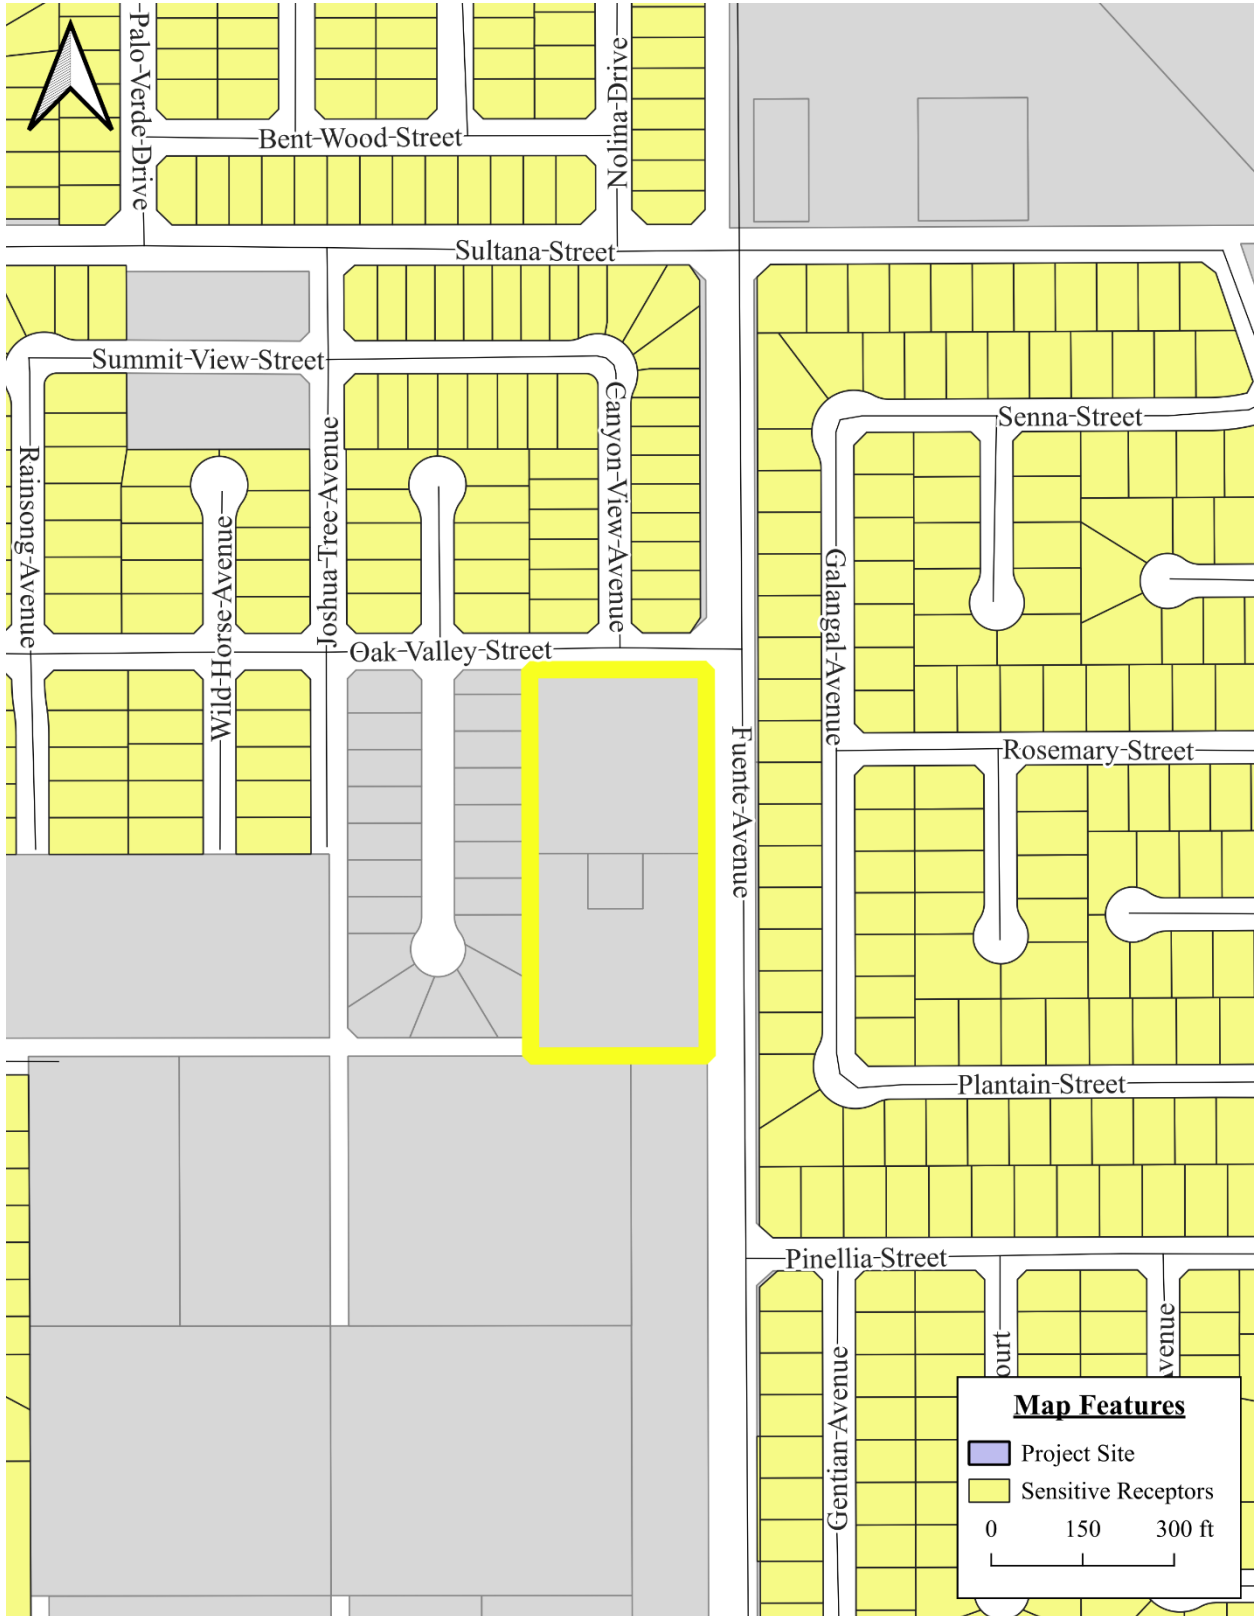 Palo Verde Drive
Nolina Drive
Bent Wood Street
Sultana Street
Summit View Street
Canyon View Avenue
Senna Street
Rainsong Avenue
Joshua Tree Avenue
Wild Horse Avenue
Galangal Avenue
Oak Valley Street
Fuente Avenue
Rosemary Street
Plantain Street
Pinellia Street
Gentian Avenue
ourt
Avenue
Map Features
Project Site
Sensitive Receptors
0 150 300 ft